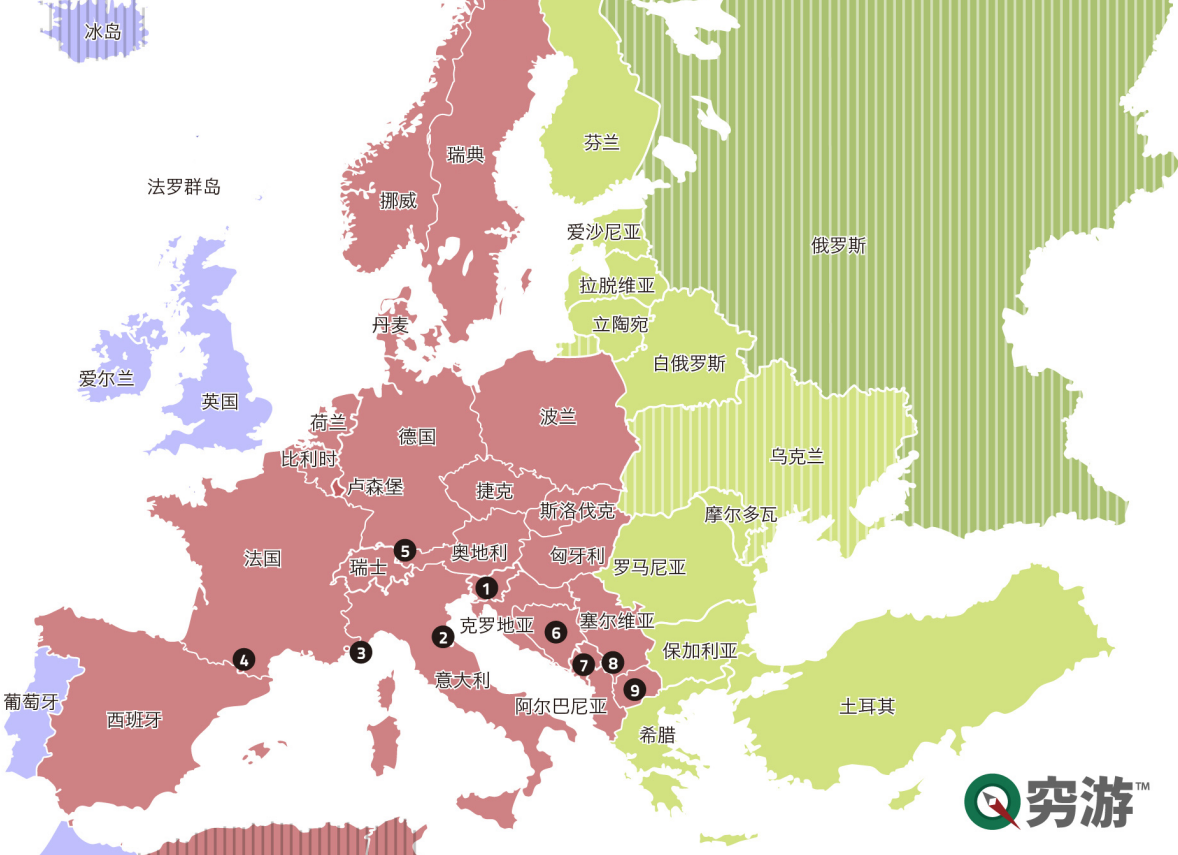 冰岛
芬兰
瑞典
法罗群岛
挪威
爱沙尼亚
俄罗斯
拉脱维亚
丹麦
立陶宛
白俄罗斯
爱尔兰
英国
荷兰
波兰
德国
比利时
乌克兰
卢森堡
捷克
斯洛伐克
摩尔多瓦
法国
5
奥地利
匈牙利
瑞士
罗马尼亚
1
克罗地亚
塞尔维亚
6
2
3
保加利亚
4
7
8
意大利
9
葡萄牙
阿尔巴尼亚
土耳其
西班牙
希腊
穷游™